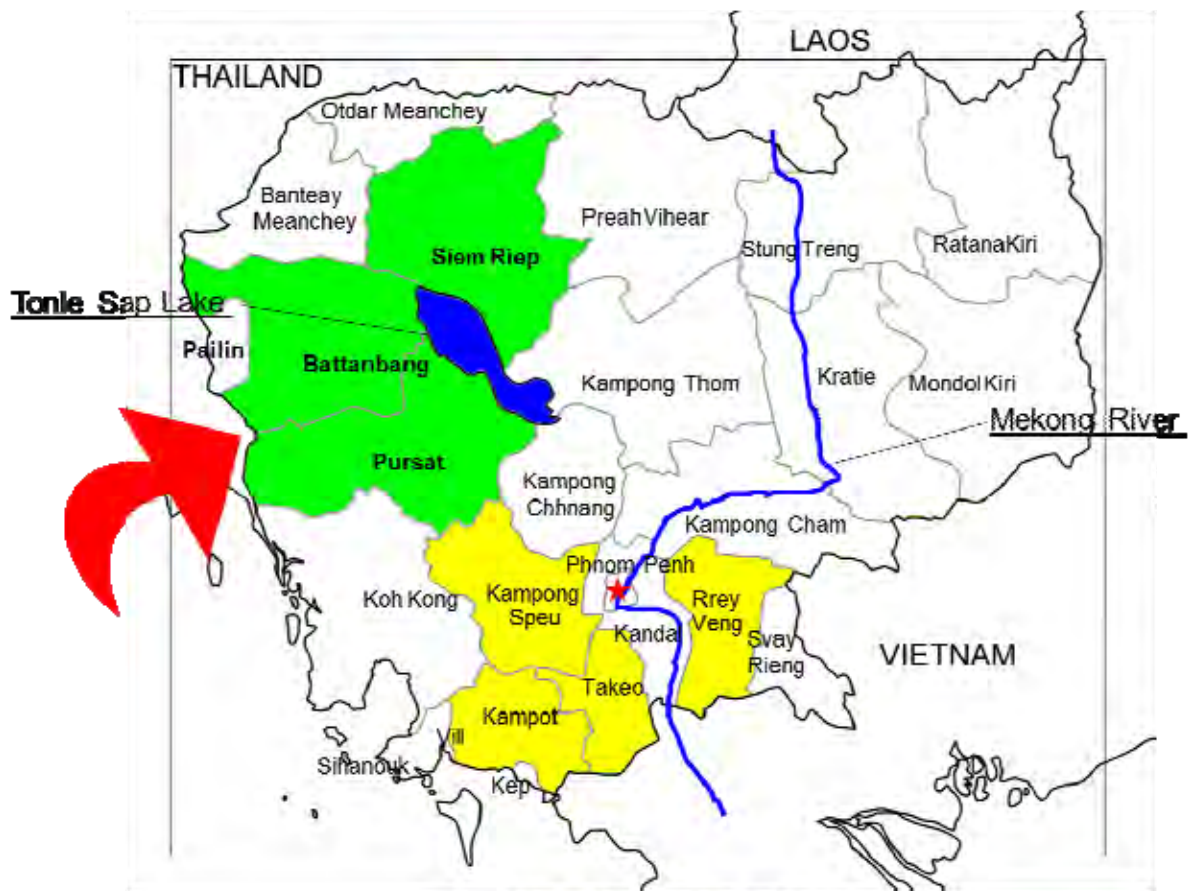 LAOS
THAILAND
Otdar Meanchey
Banteay
Meanchey
Preah Vihear
Siem Riep
Stung Treng
RatanaKiri
Tonle Sap Lake
Pailin
Battanbang
Kampong Thom
Kratie
Mondol Kiri
Mekong River
Pursat
Kampong
Chhnang
Kampong Cham
Phnom Penh
Koh Kong
Kampong
Speu
Rrey
Veng
Kanda
Svay
Rieng
VIETNAM
Takeo
Kampot
Sihanouk
Vill
Kep